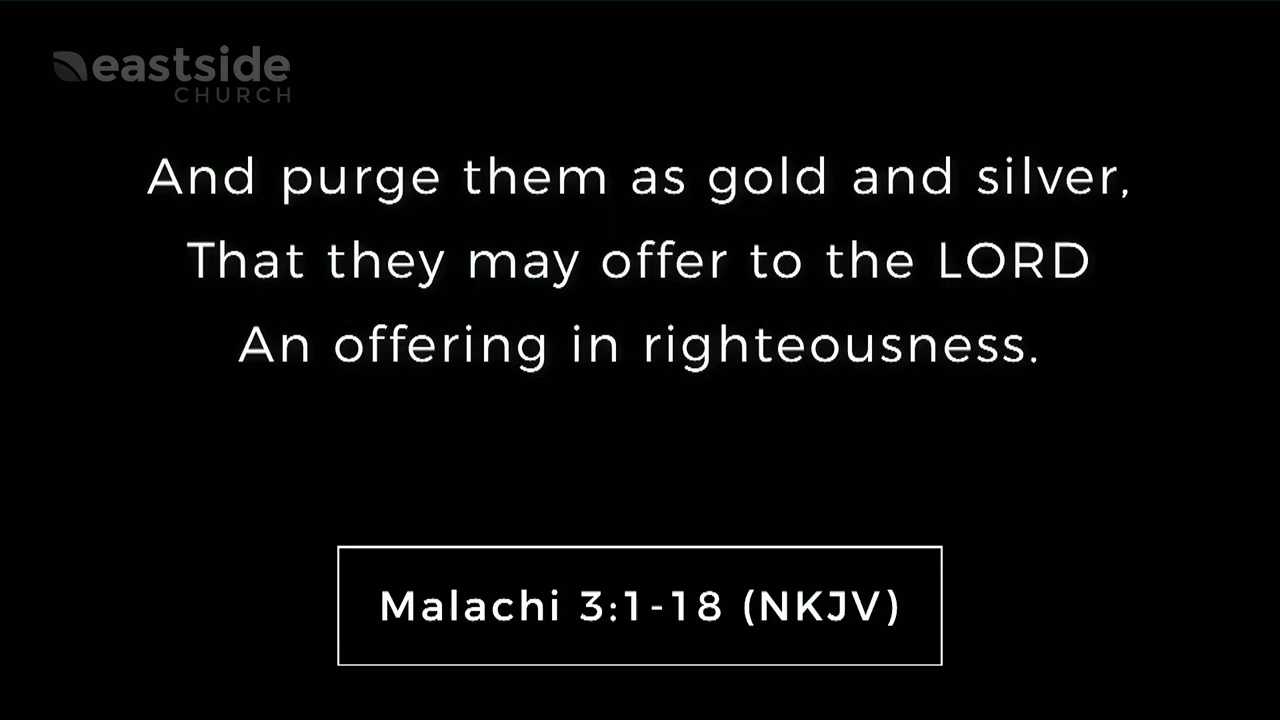 eastside
CHURCH
And purge them as gold and silver,
That they may offer to the LORD
An offering in righteousness.
Malachi 3:1-18 (NKJV)